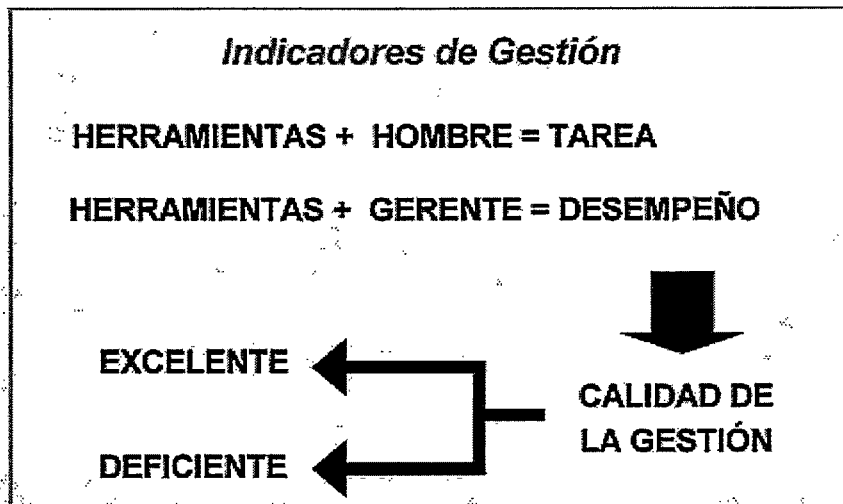 Indicadores de Gestión
HERRAMIENTAS + HOMBRE = TAREA
HERRAMIENTAS + GERENTE = DESEMPEÑO
EXCELENTE
CALIDAD DE
LA GESTIÓN
DEFICIENTE